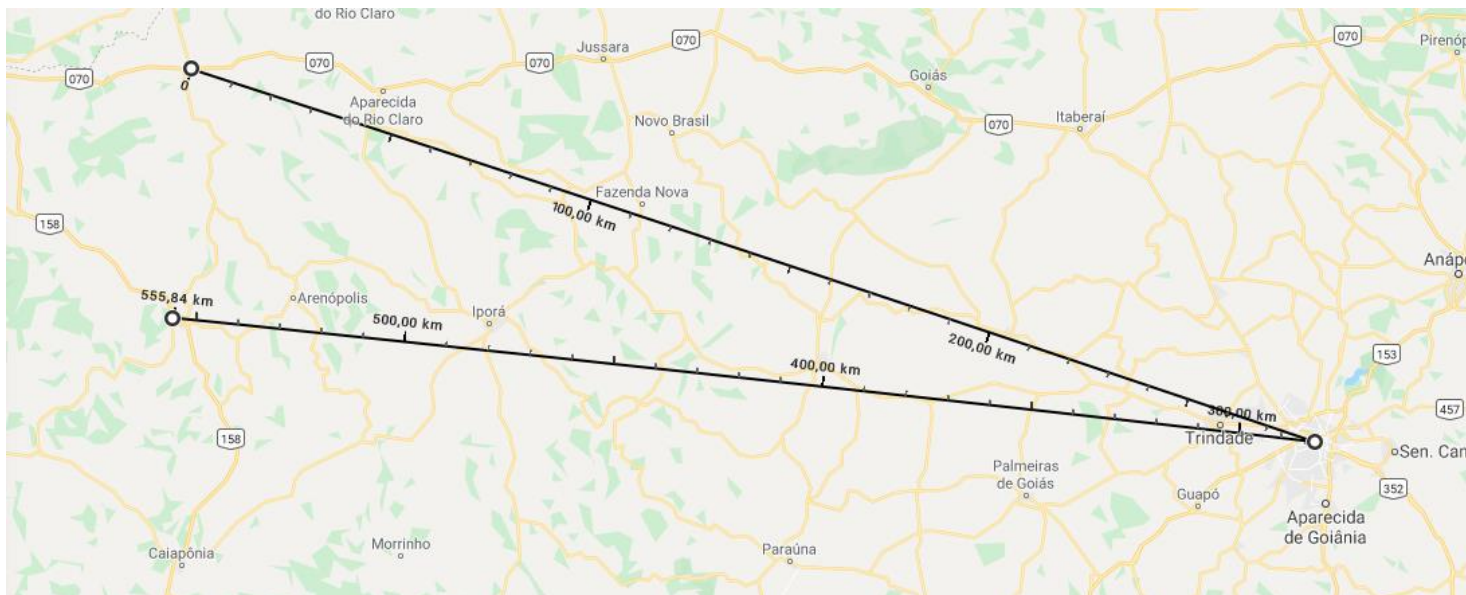 do Rio Claro
070
Pirenóp
070
Jussara
070
070
070
Goiás
0
Aparecida
do Rio Claro
Novo Brasil
070
Itaberaí
Fazenda Nova
100,00 km
158
Anápo
555,84 km
Arenópolis
Iporá
500,00 km
200,00 km
400,00 km
153
300,00 km
457
Trindade
158
Sen. Can
Palmeiras
de Goiás
Guapó
352
Aparecida
de Goiânia
Caiapônia
Morrinho
Paraúna